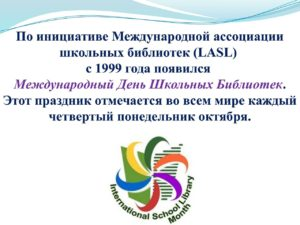 По инициативе Международной ассоциации
школьных библиотек (LASL)
с 1999 года появился
Международный День Школьных Библиотек.
Этот праздник отмечается во всем мире каждый
четвертый понедельник октября.
International School Library
Month